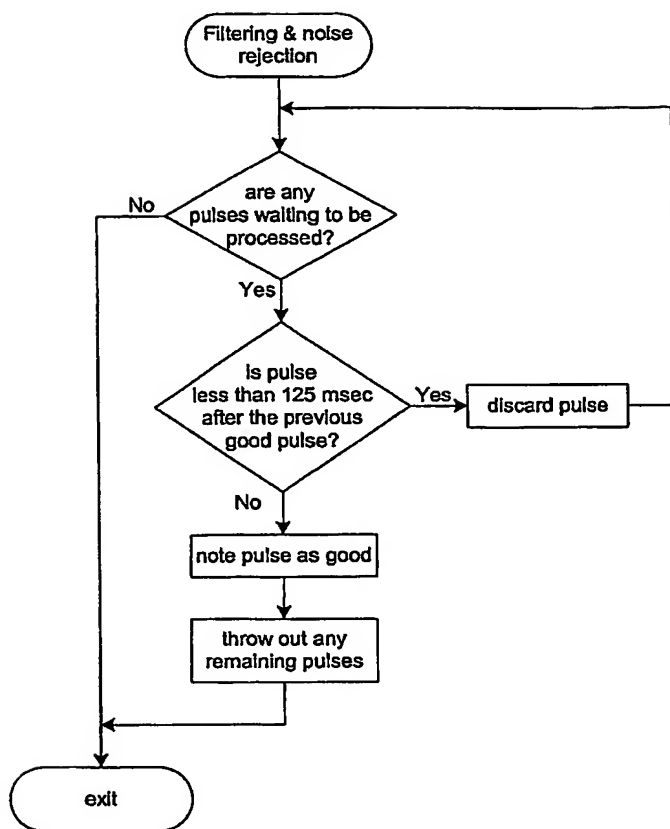 Filtering & noise
rejection
are any
pulses waiting to be
processed?
No
Yes
Is pulse
less than 125 msec
after the previous
good pulse?
Yes
discard pulse
No
note pulse as good
throw out any
remaining pulses
exit